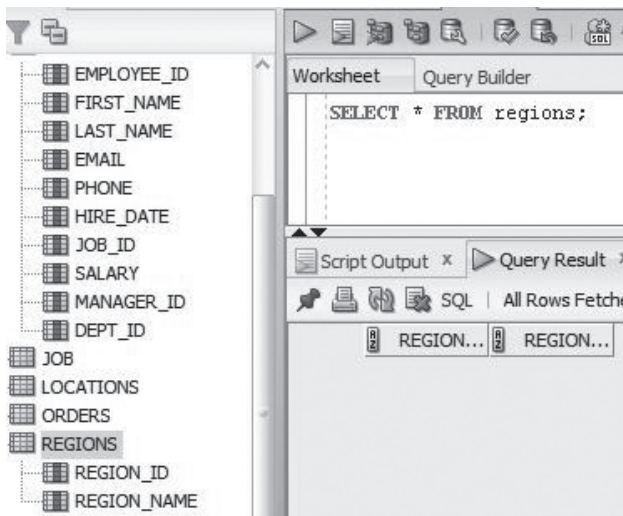 EMPLOYEE_ID
FIRST_NAME
LAST_NAME
EMAIL
PHONE
HIRE_DATE
JOB_ID
SALARY
MANAGER_ID
DEPT_ID
JOB
LOCATIONS
ORDERS
REGIONS
REGION_ID
REGION_NAME
SQL
Worksheet Query Builder
SELECT * FROM regions;
Script Output x Query Result x
SQL | All Rows Fetche
REGION... REGION...